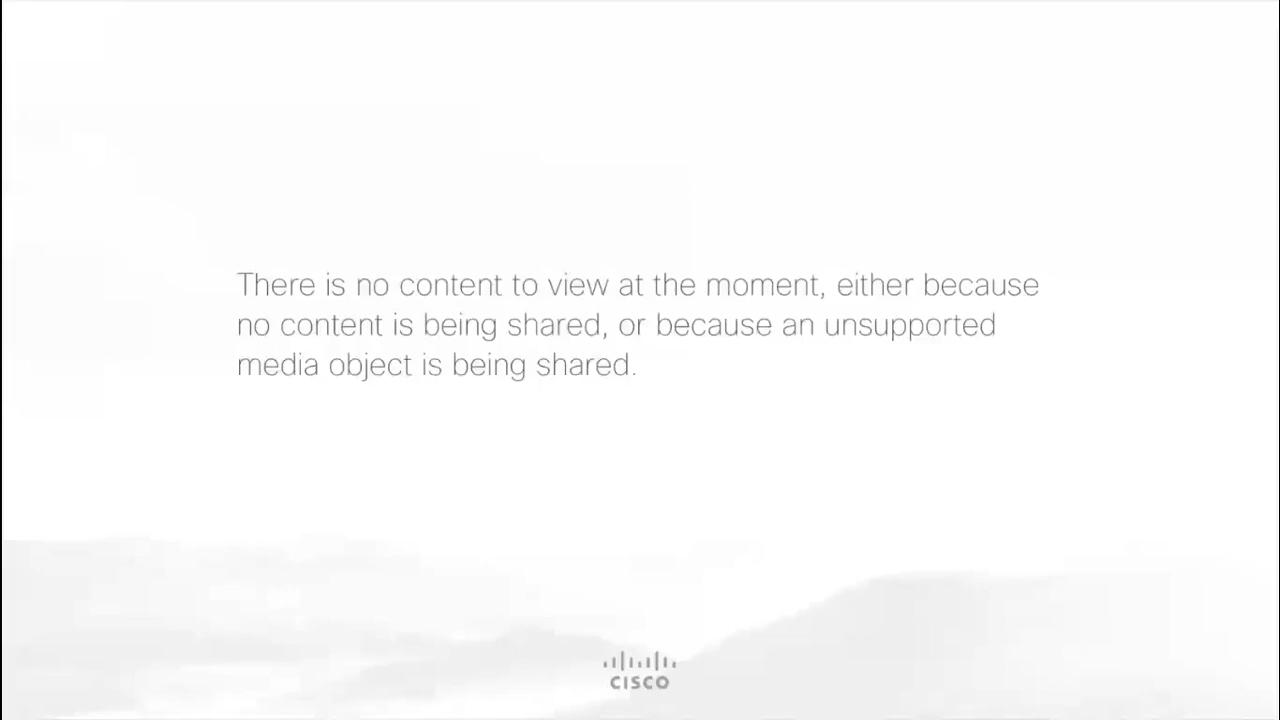 There is no content to view at the moment, either because
no content is being shared, or because an unsupported
media object is being shared.
CISCO